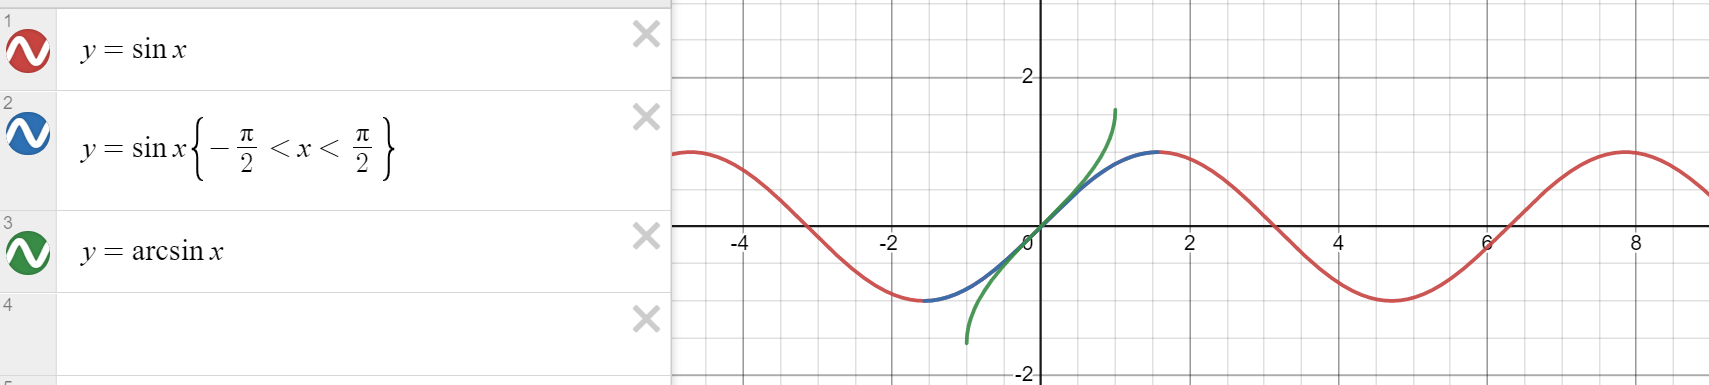 1
y = sin x
2
y = sin x { − π/2 < x < π/2 }
3
y = arcsin x
4
2
-4 -2 0 2 4 6 8
-2